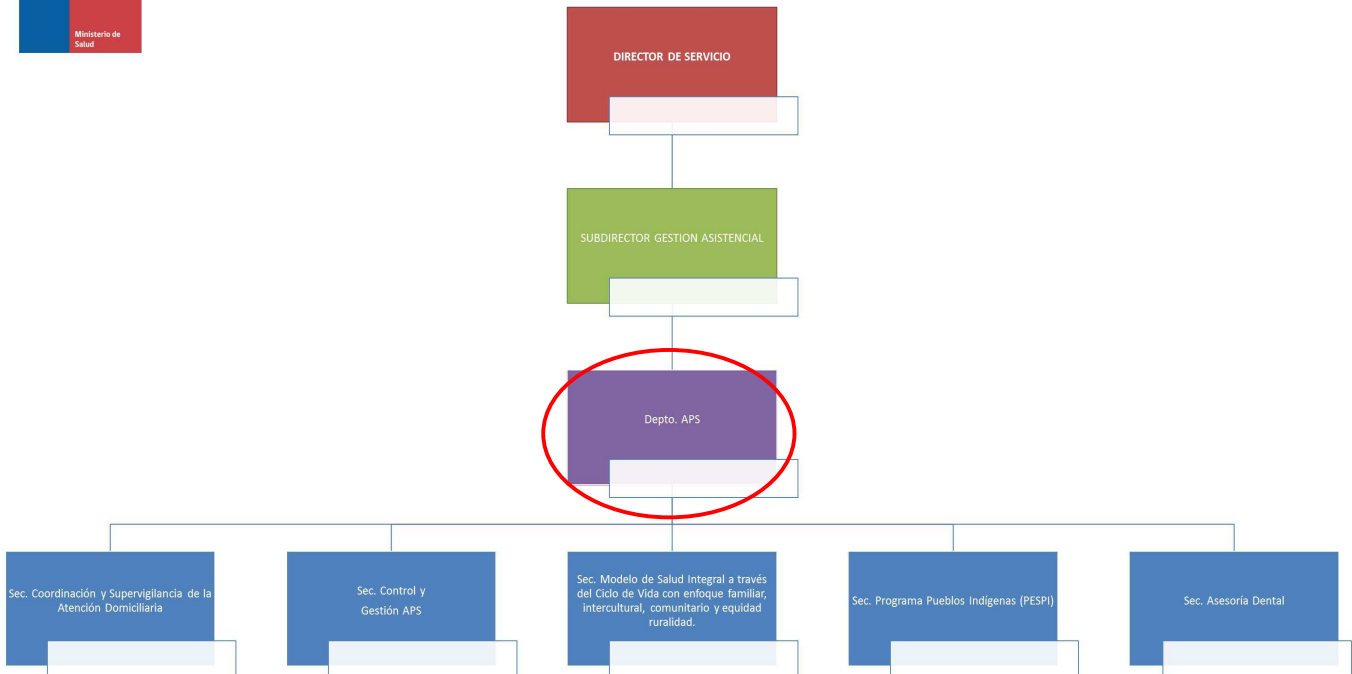 Ministerio de
Salud
DIRECTOR DE SERVICIO
SUBDIRECTOR GESTION ASISTENCIAL
Depto. APS
Sec. Coordinación y Supervigilancia de la
Atención Domiciliaria
Sec. Control y
Gestión APS
Sec. Modelo de Salud Integral a través
del Ciclo de Vida con enfoque familiar,
intercultural, comunitario y equidad
ruralidad.
Sec. Programa Pueblos Indígenas (PESPI)
Sec. Asesoría Dental